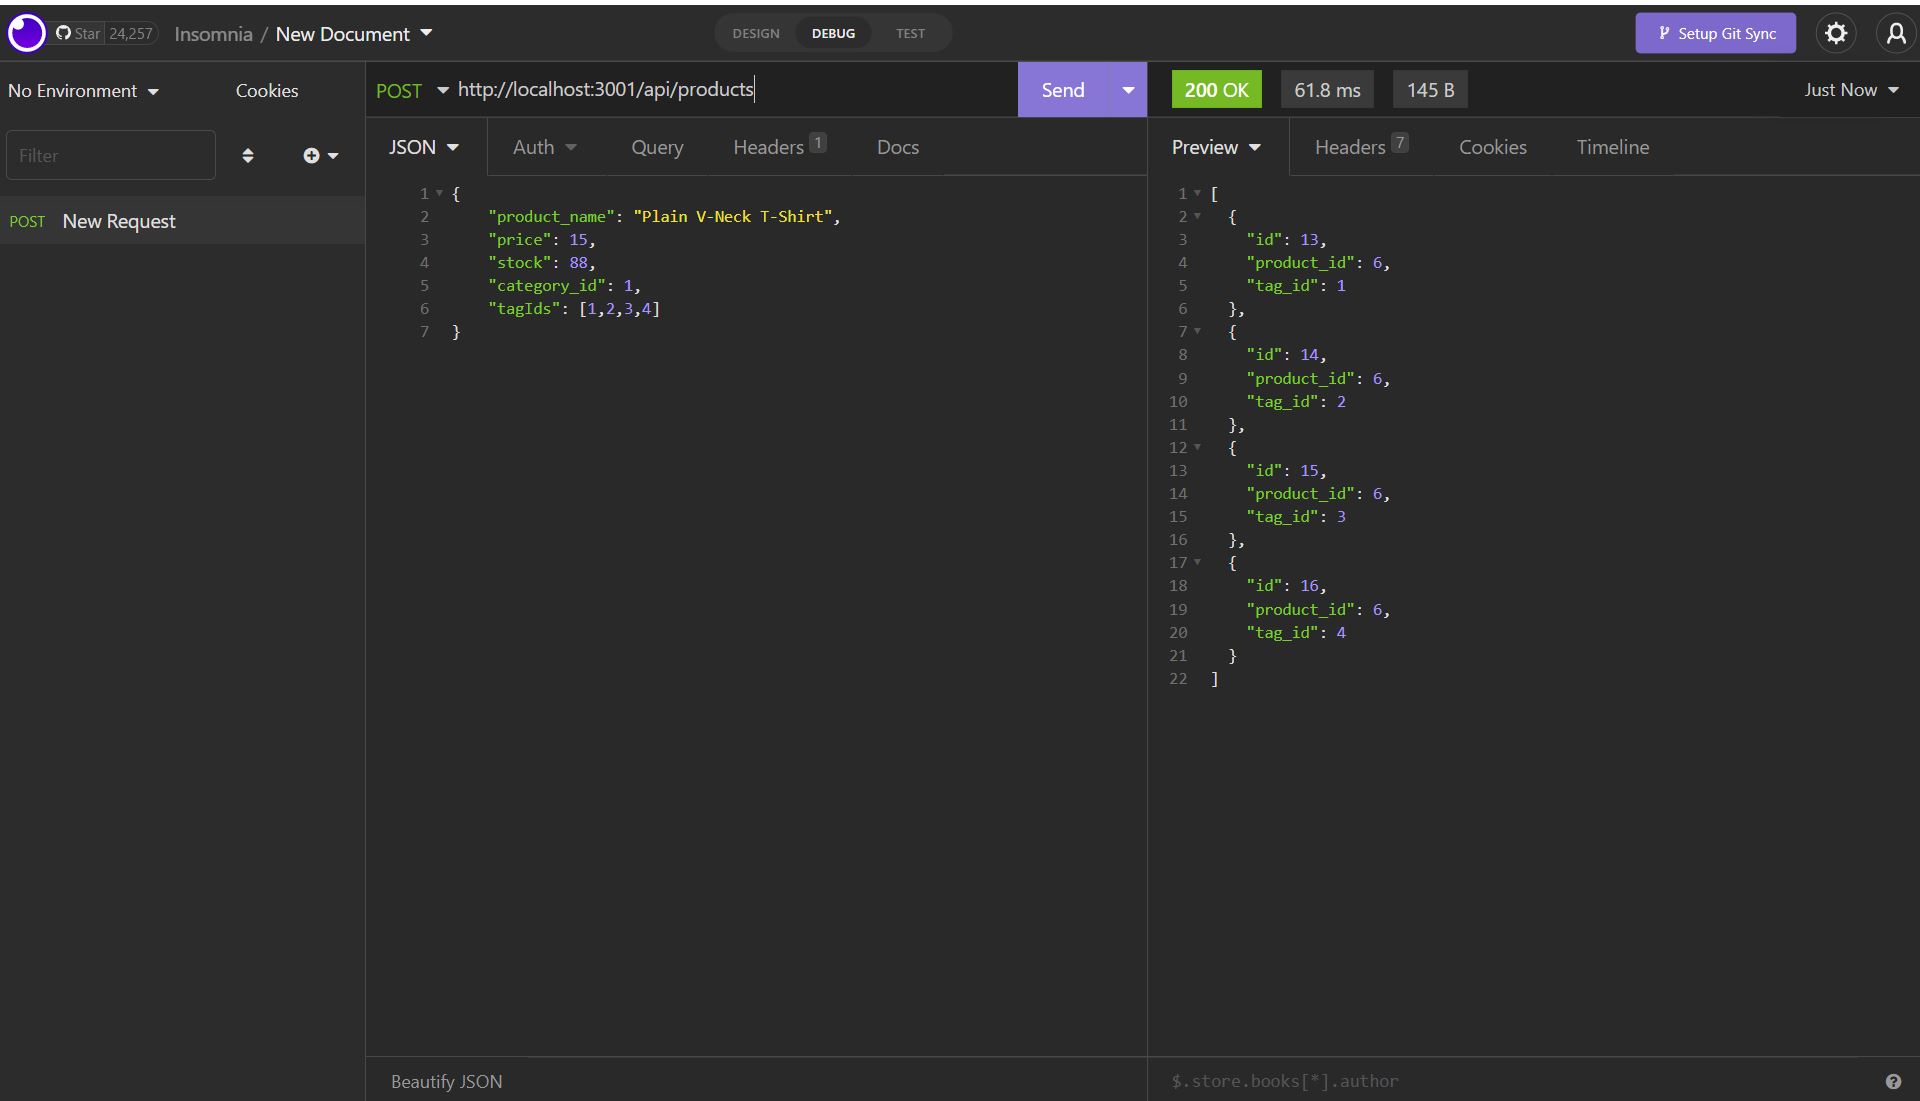 Star 24,257 Insomnia / New Document DESIGN DEBUG TEST Setup Git Sync
No Environment Cookies
POST http://localhost:3001/api/products Send 200 OK 61.8 ms 145 B Just Now
Filter
POST New Request
JSON Auth Query Headers 1 Docs
1 {
2 "product_name": "Plain V-Neck T-Shirt",
3 "price": 15,
4 "stock": 88,
5 "category_id": 1,
6 "tagIds": [1,2,3,4]
7 }
Beautify JSON
Preview Headers 7 Cookies Timeline
1 [
2 {
3 "id": 13,
4 "product_id": 6,
5 "tag_id": 1
6 },
7 {
8 "id": 14,
9 "product_id": 6,
10 "tag_id": 2
11 },
12 {
13 "id": 15,
14 "product_id": 6,
15 "tag_id": 3
16 },
17 {
18 "id": 16,
19 "product_id": 6,
20 "tag_id": 4
21 }
22 ]
$.store.books[*].author